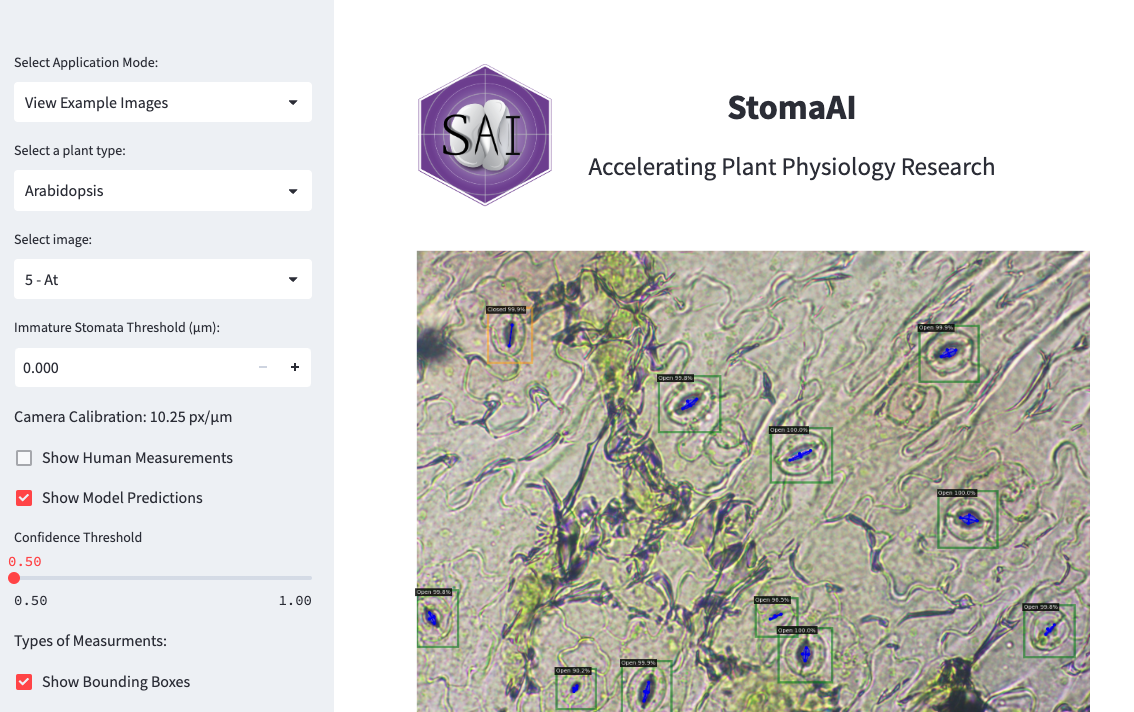 Select Application Mode:
View Example Images
Select a plant type:
Arabidopsis
Select image:
5 - At
Immature Stomata Threshold (μm):
0.000
Camera Calibration: 10.25 px/μm
Show Human Measurements
Show Model Predictions
Confidence Threshold
0.50
0.50 1.00
Types of Measurments:
Show Bounding Boxes
SAI
StomaAI
Accelerating Plant Physiology Research
Closed 99.9%
Open 99.9%
Open 99.8%
Open 100.0%
Open 100.0%
Open 99.8%
Open 96.5%
Open 99.8%
Open 100.0%
Open 99.9%
Open 90.2%